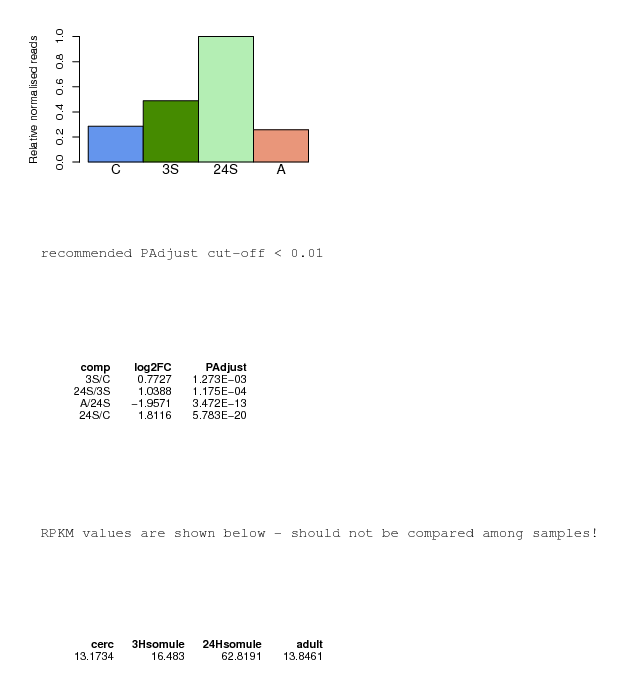 Relative normalised reads
1.0
0.8
0.6
0.4
0.2
0.0
C 3S 24S A
recommended PAdjust cut-off < 0.01
comp log2FC PAdjust
3S/C 0.7727 1.273E−03
24S/3S 1.0388 1.175E−04
A/24S −1.9571 3.472E−13
24S/C 1.8116 5.783E−20
RPKM values are shown below - should not be compared among samples!
cerc 3Hsomule 24Hsomule adult
13.1734 16.483 62.8191 13.8461